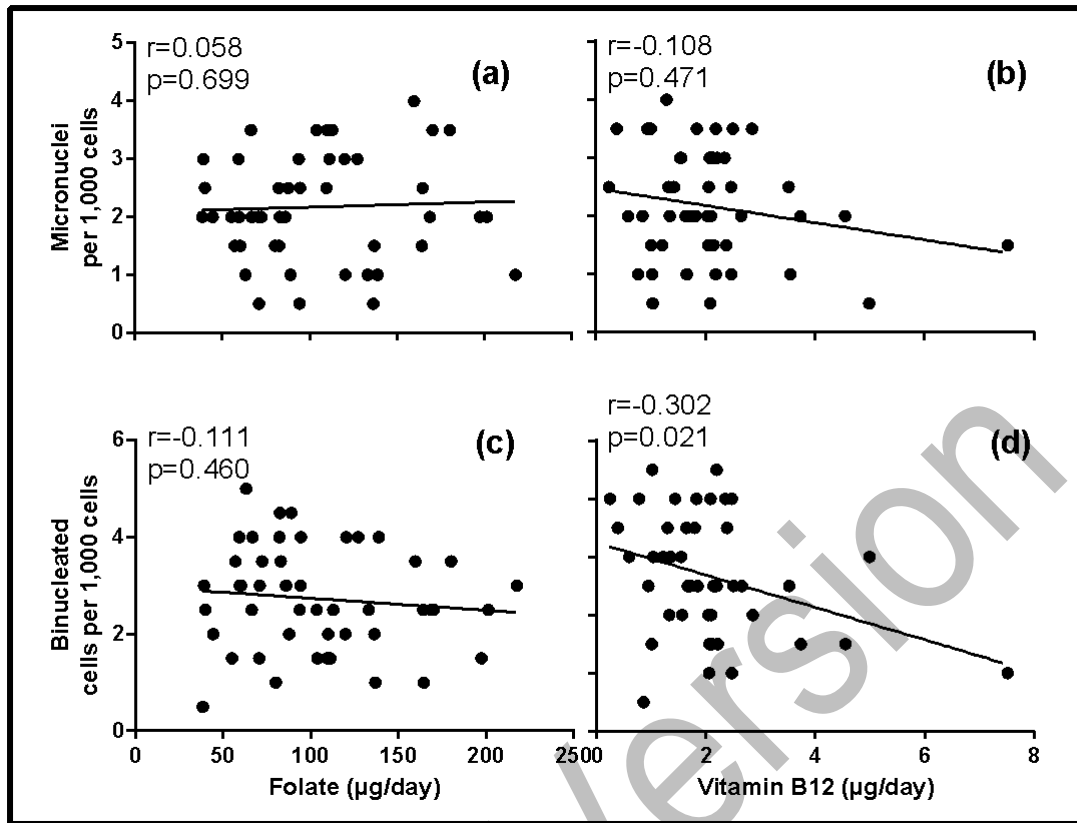 r=0.058
p=0.699
(a)
5
4
3
2
1
0
Micronuclei
per 1,000 cells
r=-0.108
p=0.471
(b)
r=-0.111
p=0.460
(c)
6
4
2
0
Binucleated
cells per 1,000 cells
0
50
100
150
200
250
Folate (µg/day)
r=-0.302
p=0.021
(d)
0
2
4
6
8
Vitamin B12 (µg/day)
ersion